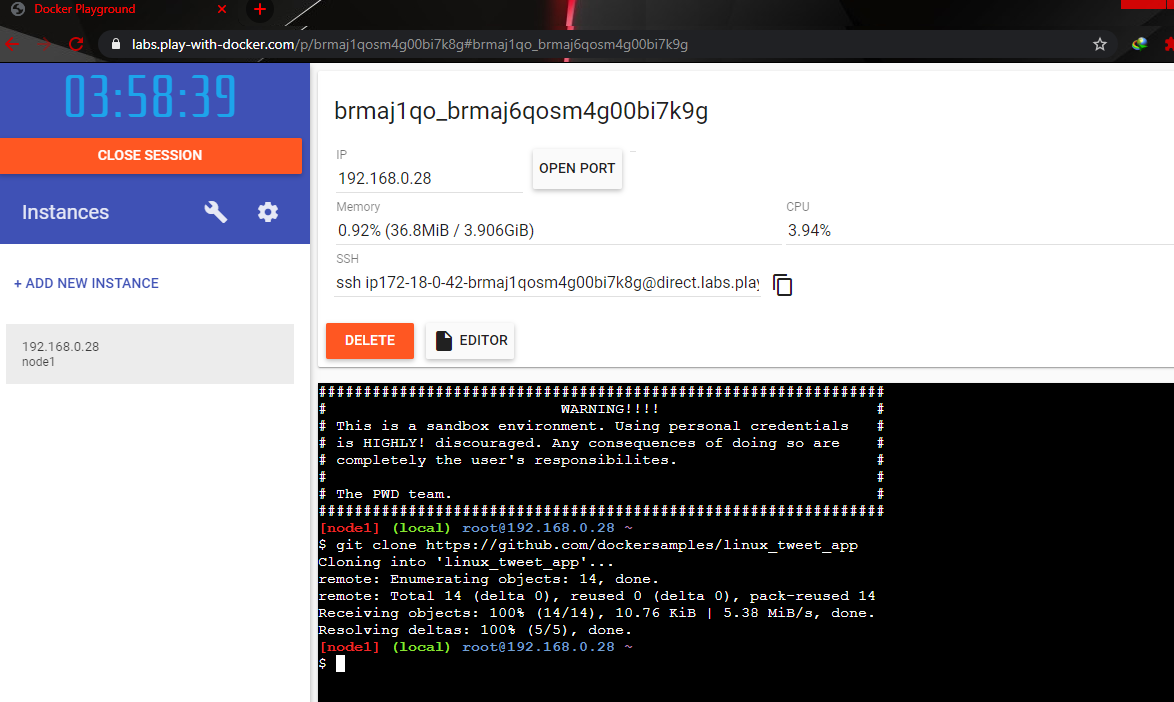 Docker Playground
labs.play-with-docker.com/p/brmaj1qosm4g00bi7k8g#brmaj1qo_brmaj6qosm4g00bi7k9g
03:58:39
CLOSE SESSION
Instances
+ ADD NEW INSTANCE
192.168.0.28
node1
brmaj1qo_brmaj6qosm4g00bi7k9g
IP
192.168.0.28
OPEN PORT
Memory
0.92% (36.8MiB / 3.906GiB)
CPU
3.94%
SSH
ssh ip172-18-0-42-brmaj1qosm4g00bi7k8g@direct.labs.play
DELETE
EDITOR
###############################################################
#                          WARNING!!!!                        #
# This is a sandbox environment. Using personal credentials   #
# is HIGHLY! discouraged. Any consequences of doing so are    #
# completely the user's responsibilites.                      #
#                                                             #
# The PWD team.                                               #
###############################################################
[node1] (local) root@192.168.0.28 ~
$ git clone https://github.com/dockersamples/linux_tweet_app
Cloning into 'linux_tweet_app'...
remote: Enumerating objects: 14, done.
remote: Total 14 (delta 0), reused 0 (delta 0), pack-reused 14
Receiving objects: 100% (14/14), 10.76 KiB | 5.38 MiB/s, done.
Resolving deltas: 100% (5/5), done.
[node1] (local) root@192.168.0.28 ~
$